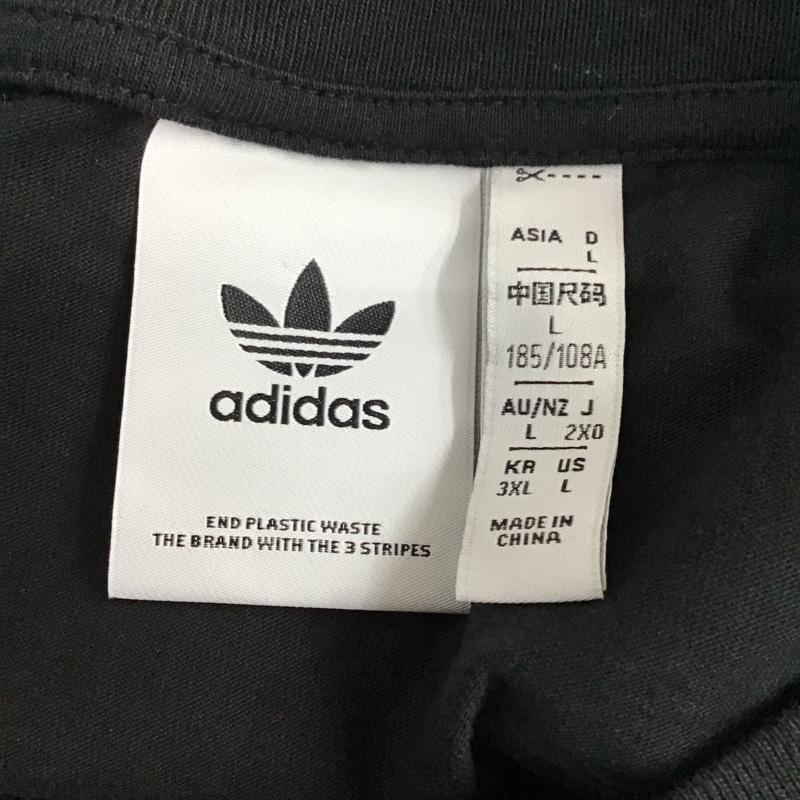 adidas
END PLASTIC WASTE
THE BRAND WITH THE 3 STRIPES
ASIA D
L
中国尺码
L
185/108A
AU/NZ J
L 2XO
KR US
3XL L
MADE IN
CHINA